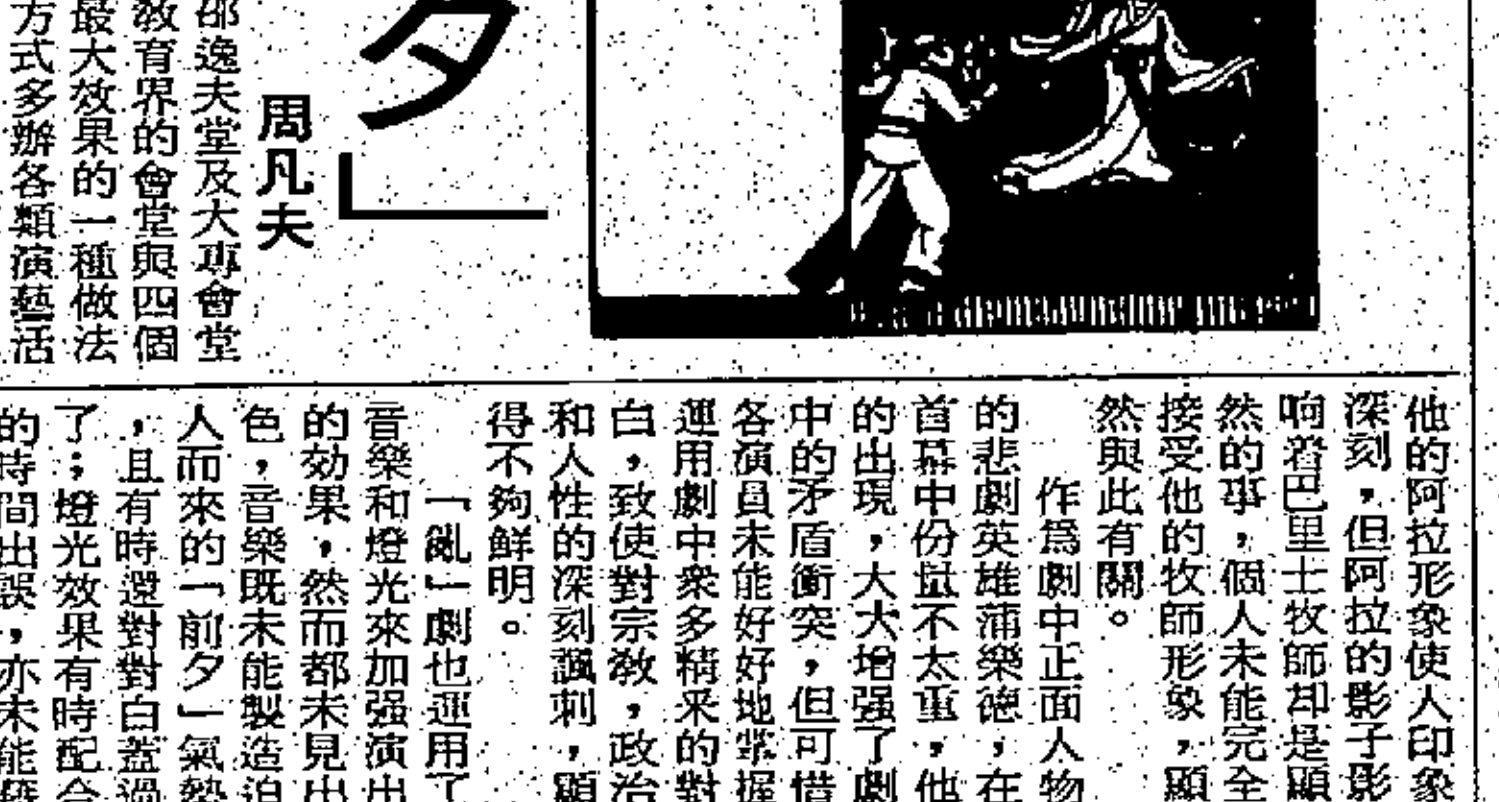 夕」
周凡夫
邵逸夫堂及大專會堂
教育界的會堂與四個
最大效果的一種做法
方式多辦各類演藝活
他的阿拉形象使人印象
深刻，但阿拉的影子影
响着巴里士牧師却是顯
然的事，個人未能完全
接受他的牧師形象，顯
然與此有關。
作爲劇中正面人物
的悲劇英雄蒲樂德，在
首幕中份量不太重，他
的出現，大大增强了劇
中的矛盾衝突，但可惜
各演員未能好好地掌握
運用劇中衆多精采的對
白，致使對宗教，政治
和人性的深刻諷刺，顯
得不夠鮮明。
「亂」劇也運用了
音樂和燈光來加强演出
的効果，然而都未見出
色，音樂既未能製造迫
人而來的「前夕」氣勢
，且有時還對對白蓋過
了；燈光效果有時配合
的時間出誤，亦未能